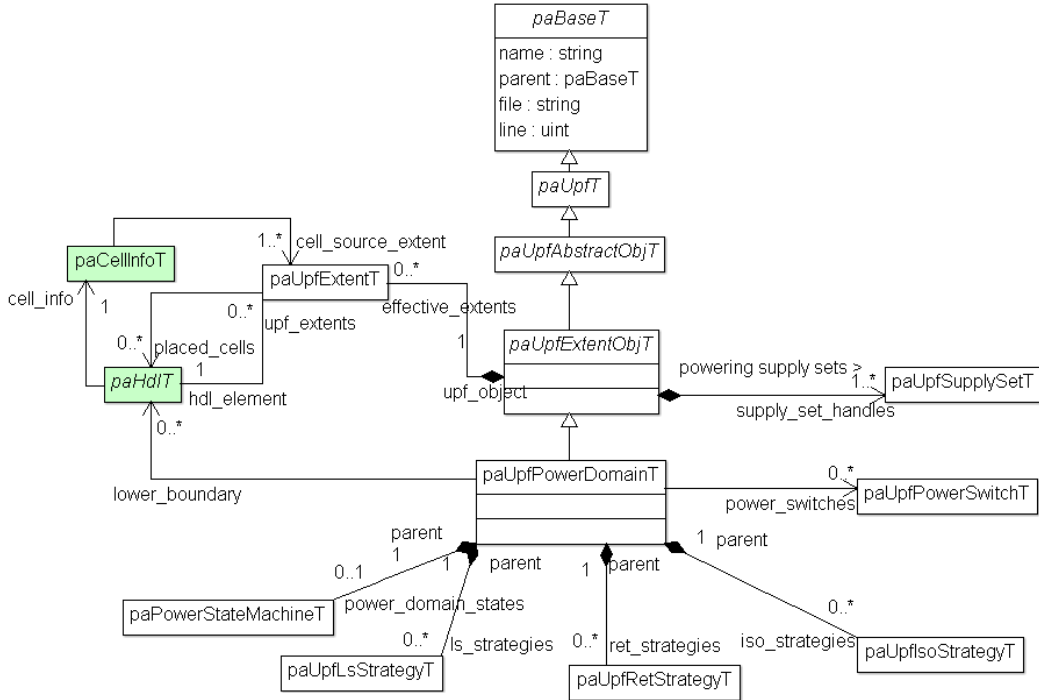 paBaseT
name : string
parent : paBaseT
file : string
line : uint
paUpfT
paUpfAbstractObjT
paCellInfoT
1..*
cell_source_extent
paUpfExtentT
0..*
effective_extents
cell_info
1
0..*
upf_extents
0..*
placed_cells
1
paHdlT
hdl_element
0..*
1
upf_object
paUpfExtentObjT
powering supply sets >
1..*
paUpfSupplySetT
supply_set_handles
lower_boundary
paUpfPowerDomainT
0..*
paUpfPowerSwitchT
power_switches
parent
1
1
parent
1
parent
1
parent
0..1
power_domain_states
paPowerStateMachineT
0..*
ls_strategies
paUpfLsStrategyT
0..*
ret_strategies
paUpfRetStrategyT
0..*
iso_strategies
paUpfIsoStrategyT